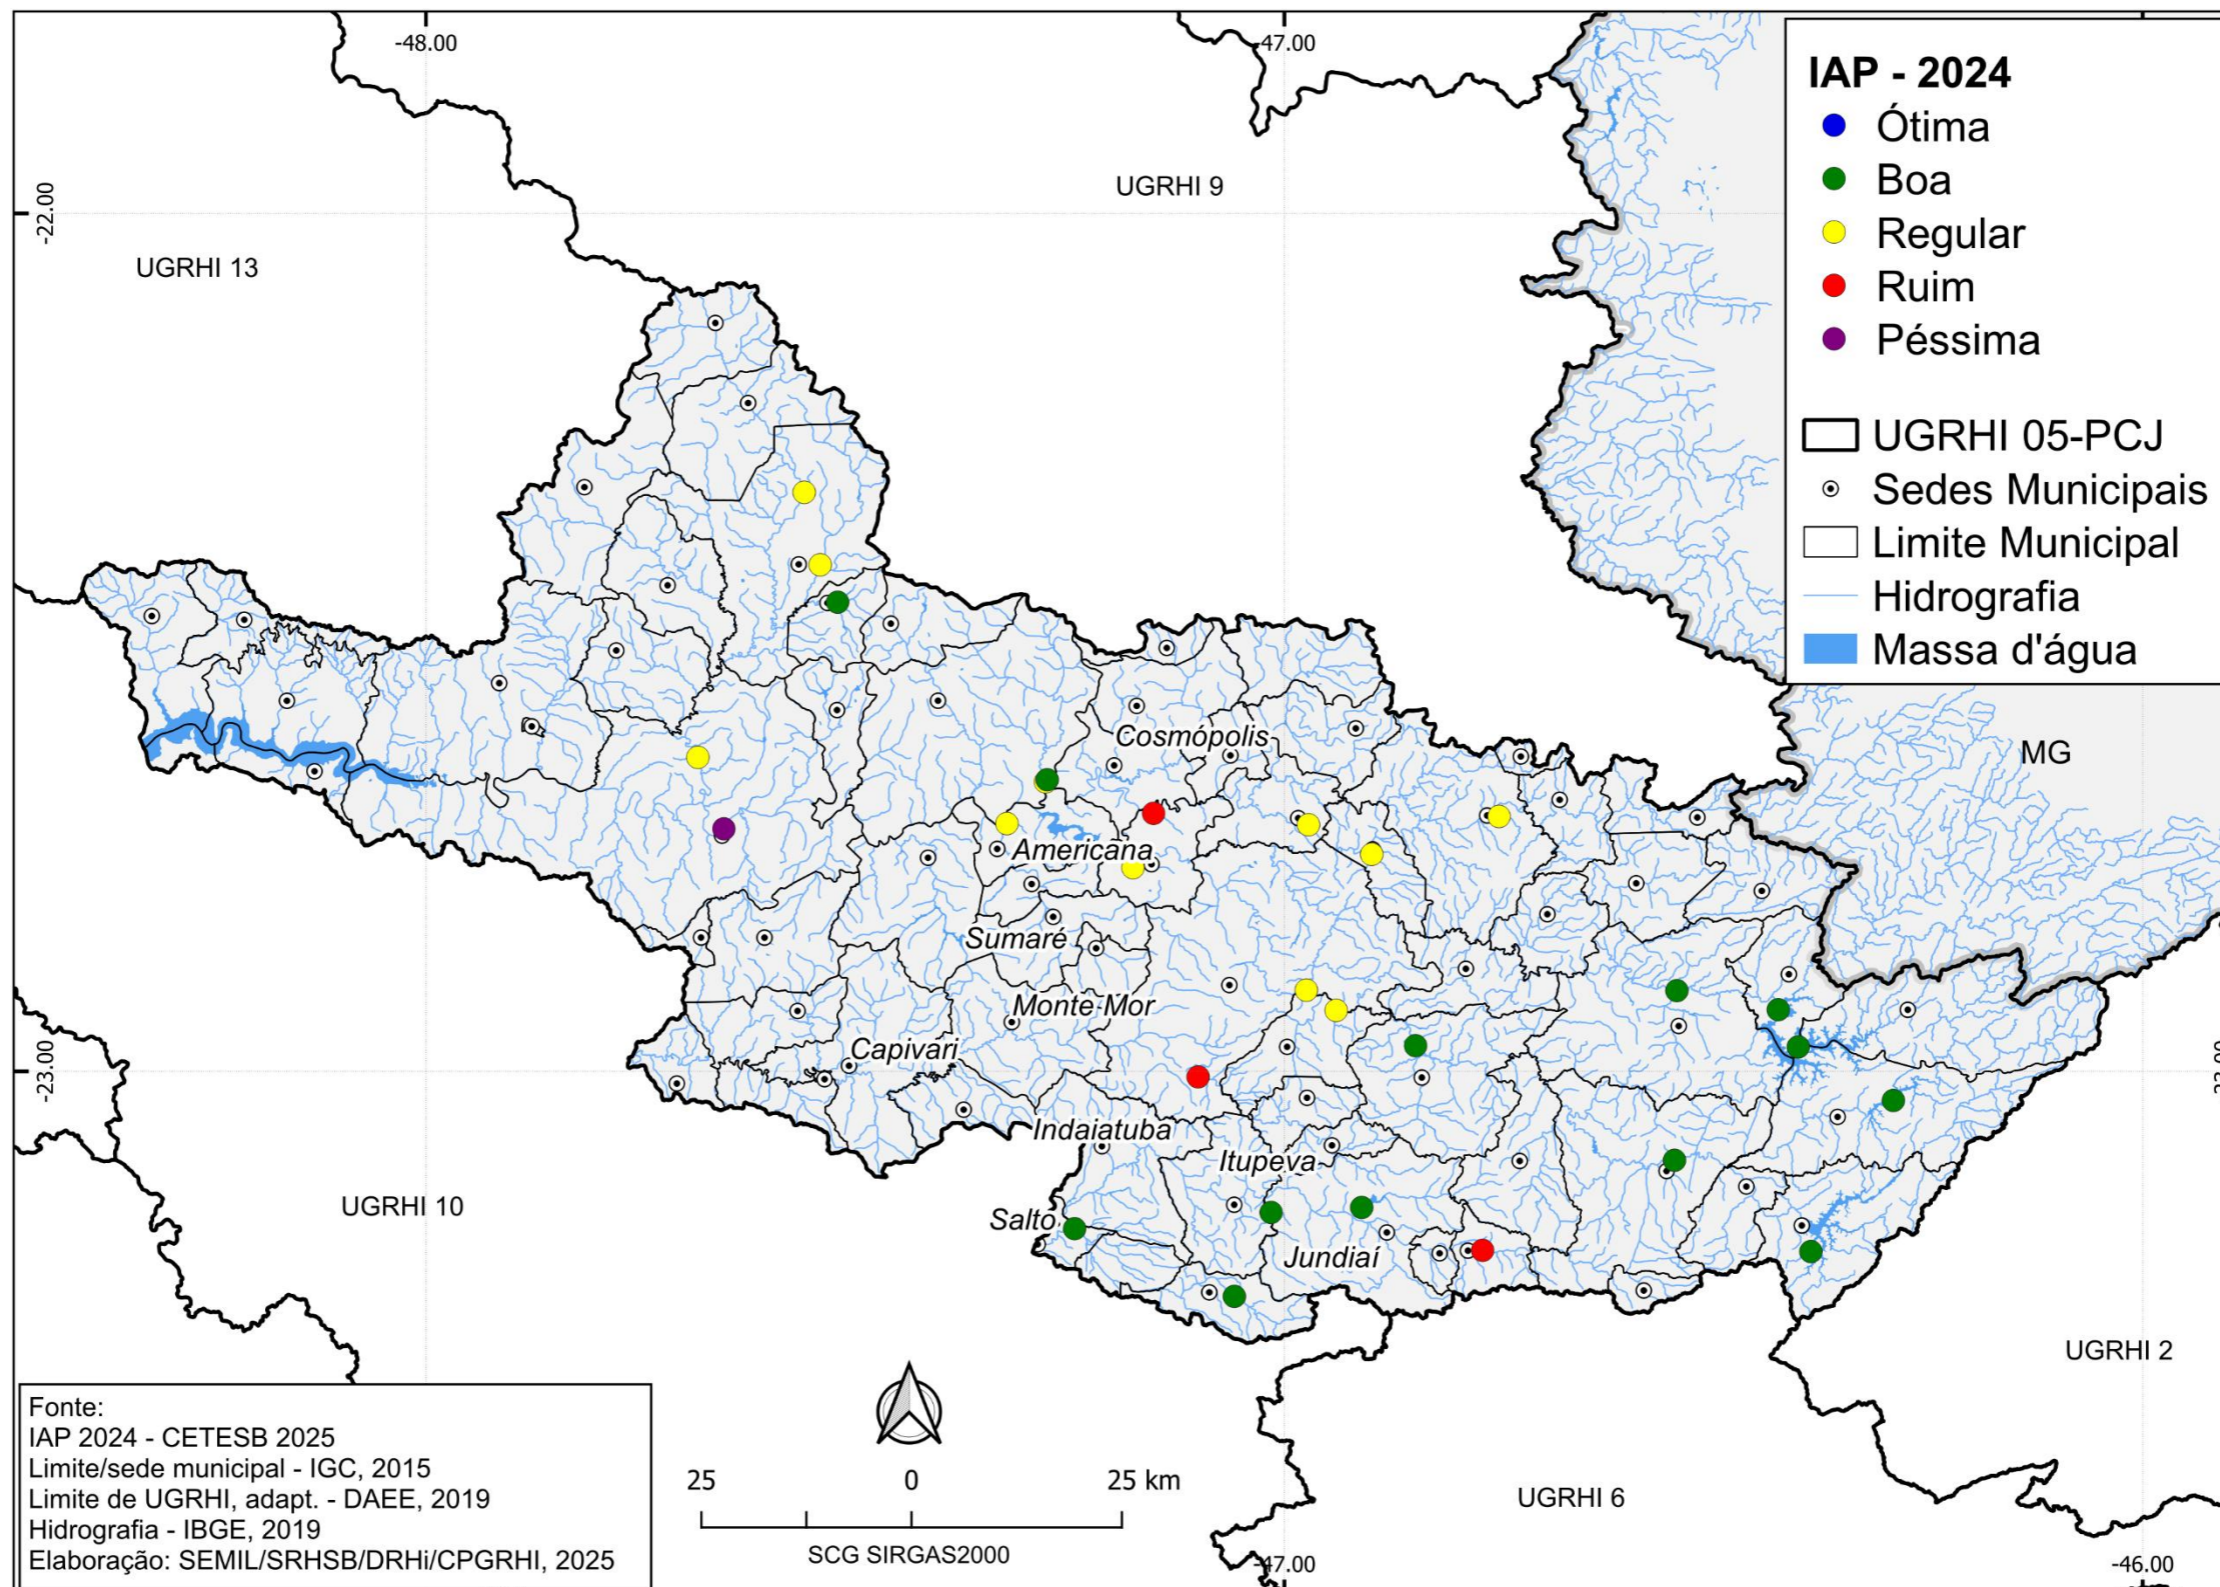 -48.00
-47.00
IAP - 2024
Ótima
Boa
Regular
Ruim
Péssima
UGRHI 05-PCJ
Sedes Municipais
Limite Municipal
Hidrografia
Massa d'água
-22.00
UGRHI 9
UGRHI 13
Cosmópolis
MG
Americana
Sumaré
Monte Mor
Capivari
-23.00
Indaiatuba
Itupeva
UGRHI 10
Salto
Jundiaí
UGRHI 2
Fonte:
IAP 2024 - CETESB 2025
Limite/sede municipal - IGC, 2015
Limite de UGRHI, adapt. - DAEE, 2019
Hidrografia - IBGE, 2019
Elaboração: SEMIL/SRHSB/DRHi/CPGRHI, 2025
25 0 25 km
SCG SIRGAS2000
UGRHI 6
-47.00
-46.00